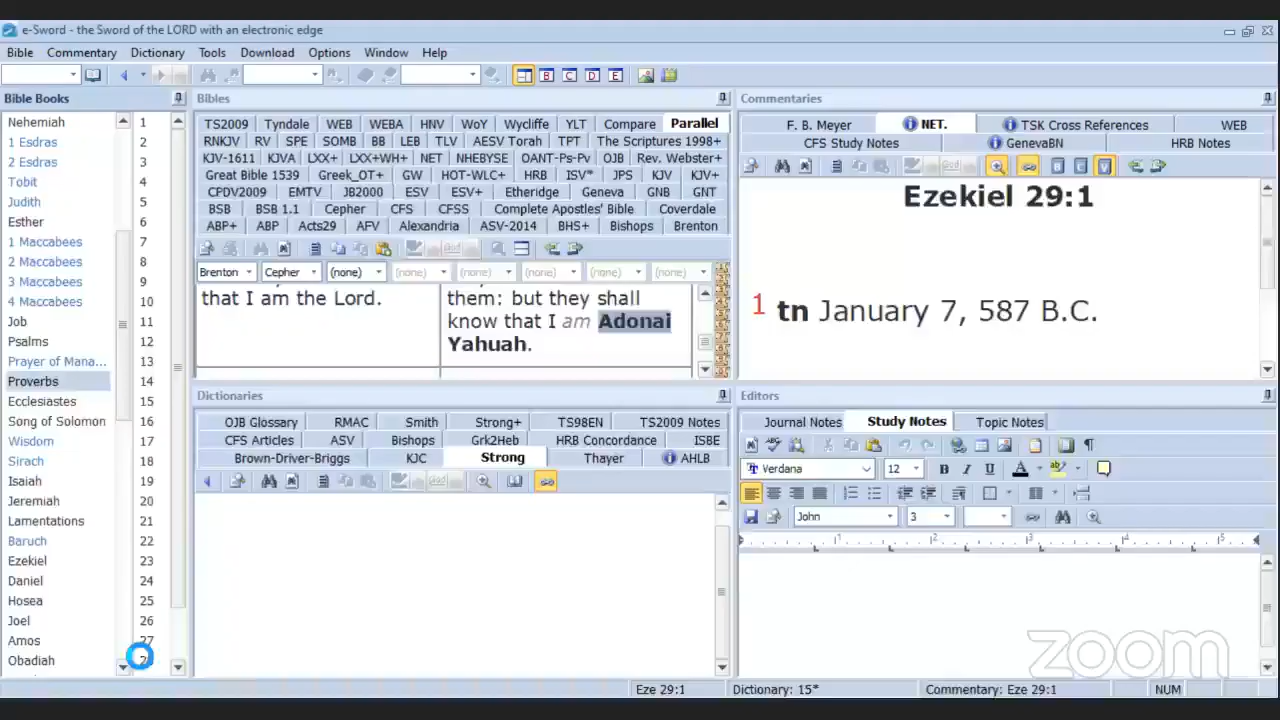 e-Sword - the Sword of the LORD with an electronic edge
Bible Commentary Dictionary Tools Download Options Window Help
B C D E
Bible Books
Nehemiah 1
1 Esdras 2
2 Esdras 3
Tobit 4
Judith 5
Esther 6
1 Maccabees 7
2 Maccabees 8
3 Maccabees 9
4 Maccabees 10
Job 11
Psalms 12
Prayer of Mana... 13
Proverbs 14
Ecclesiastes 15
Song of Solomon 16
Wisdom 17
Sirach 18
Isaiah 19
Jeremiah 20
Lamentations 21
Baruch 22
Ezekiel 23
Daniel 24
Hosea 25
Joel 26
Amos 27
Obadiah
Bibles
TS2009 Tyndale WEB WEBA HNV WoY Wycliffe YLT Compare Parallel
RNKJV RV SPE SOMB BB LEB TLV AESV Torah TPT The Scriptures 1998+
KJV-1611 KJVA LXX+ LXX+WH+ NET NHEBYSE OANT-Ps-Pv OJB Rev. Webster+
Great Bible 1539 Greek_OT+ GW HOT-WLC+ HRB ISV* JPS KJV KJV+
CPDV2009 EMTV JB2000 ESV ESV+ Etheridge Geneva GNB GNT
BSB BSB 1.1 Cepher CFS CFSS Complete Apostles' Bible Coverdale
ABP+ ABP Acts29 AFV Alexandria ASV-2014 BHS+ Bishops Brenton
Brenton Cepher (none) (none) (none) (none) (none) (none)
that I am the Lord.
them: but they shall
know that I am Adonai
Yahuah.
Commentaries
F. B. Meyer NET. TSK Cross References WEB
CFS Study Notes GenevaBN HRB Notes
Ezekiel 29:1
1 tn January 7, 587 B.C.
Dictionaries
OJB Glossary RMAC Smith Strong+ TS98EN TS2009 Notes
CFS Articles ASV Bishops Grk2Heb HRB Concordance ISBE
Brown-Driver-Briggs KJC Strong Thayer AHLB
Editors
Journal Notes Study Notes Topic Notes
Verdana 12 B I U A
John 3
1 2 3 4 5
zoom
Eze 29:1 Dictionary: 15* Commentary: Eze 29:1 NUM